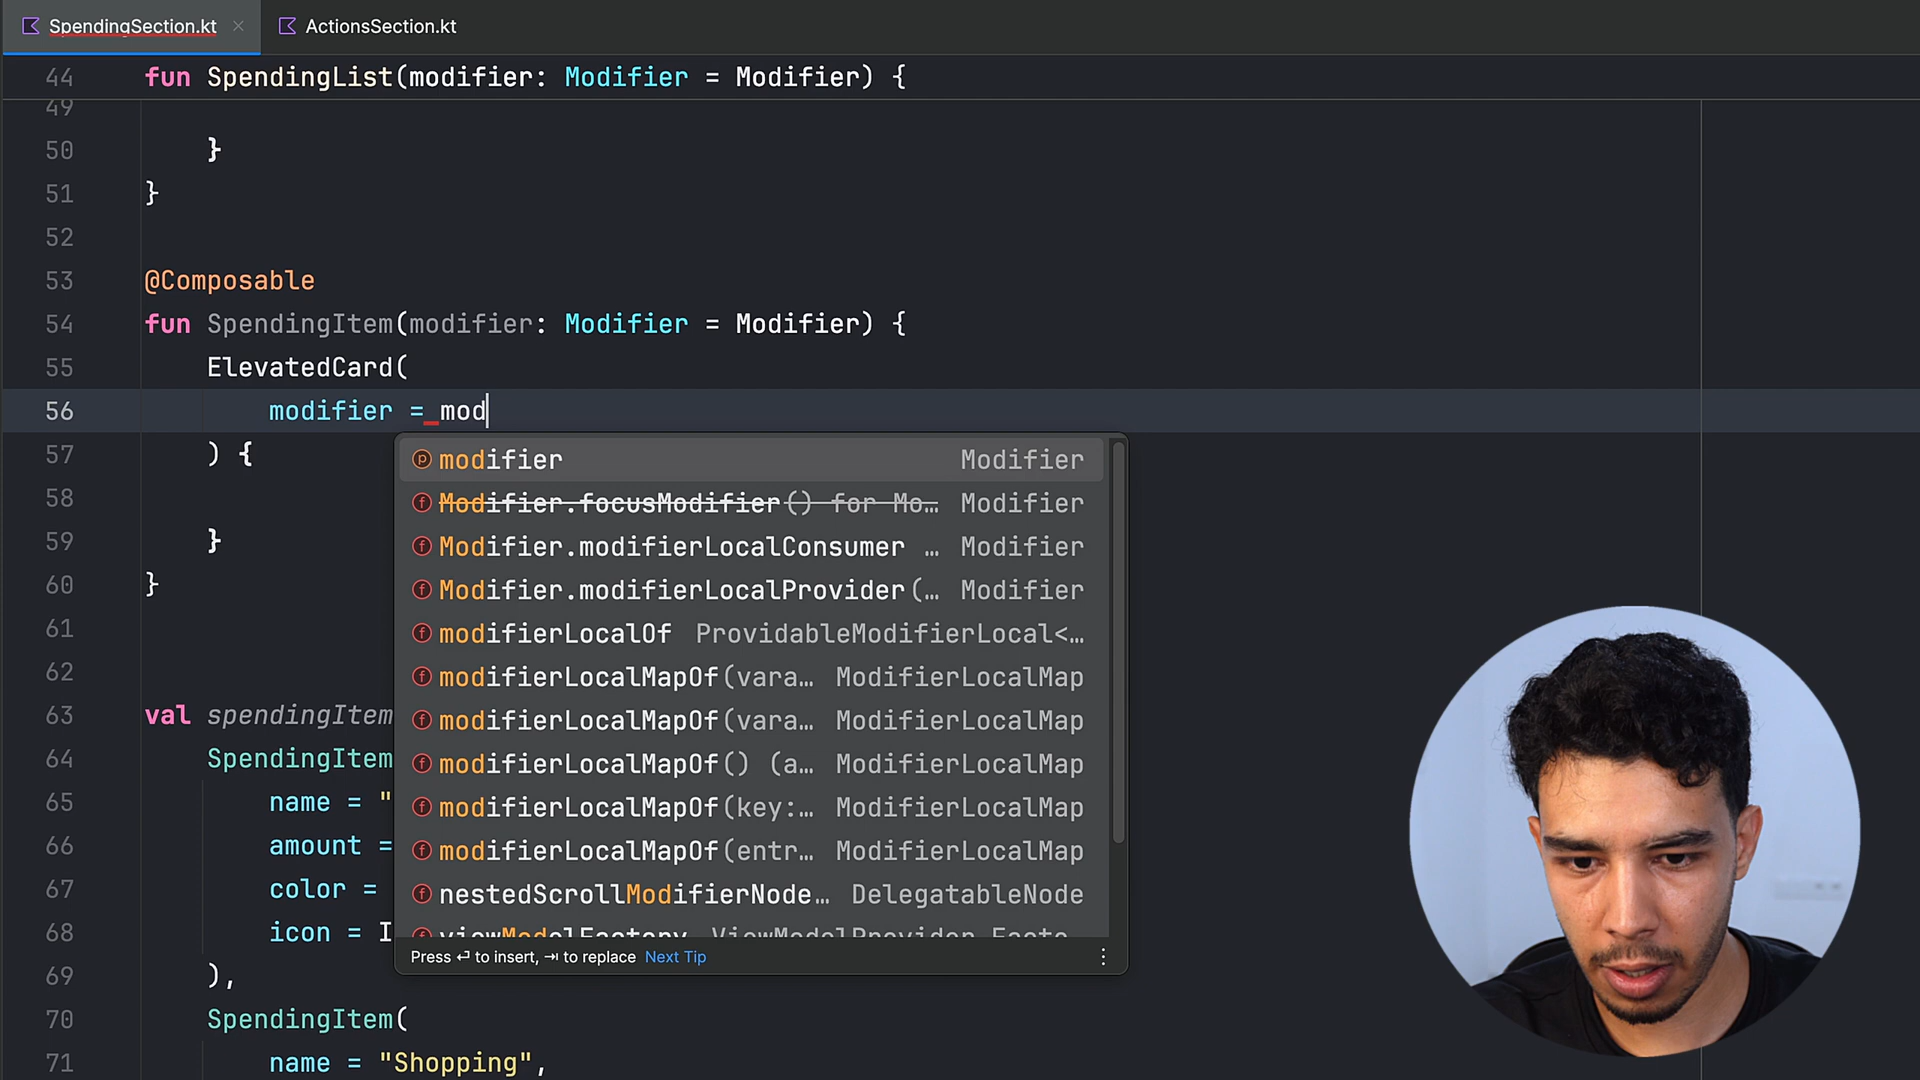 SpendingSection.kt
ActionsSection.kt
44 fun SpendingList(modifier: Modifier = Modifier) {
49
50 }
51 }
52
53 @Composable
54 fun SpendingItem(modifier: Modifier = Modifier) {
55 ElevatedCard(
56 modifier = mod
57 ) {
58
59 }
60 }
61
62
63 val spendingItem
64 SpendingItem
65 name = "
66 amount =
67 color =
68 icon = I
69 ),
70 SpendingItem(
71 name = "Shopping",
modifier Modifier
Modifier.focusModifier() for Mo… Modifier
Modifier.modifierLocalConsumer … Modifier
Modifier.modifierLocalProvider(… Modifier
modifierLocalOf ProvidableModifierLocal<…
modifierLocalMapOf(vara… ModifierLocalMap
modifierLocalMapOf(vara… ModifierLocalMap
modifierLocalMapOf() (a… ModifierLocalMap
modifierLocalMapOf(key:… ModifierLocalMap
modifierLocalMapOf(entr… ModifierLocalMap
nestedScrollModifierNode… DelegatableNode
viewModelFactory ViewModelProvider.Facto…
Press ⏎ to insert, ⇥ to replace Next Tip